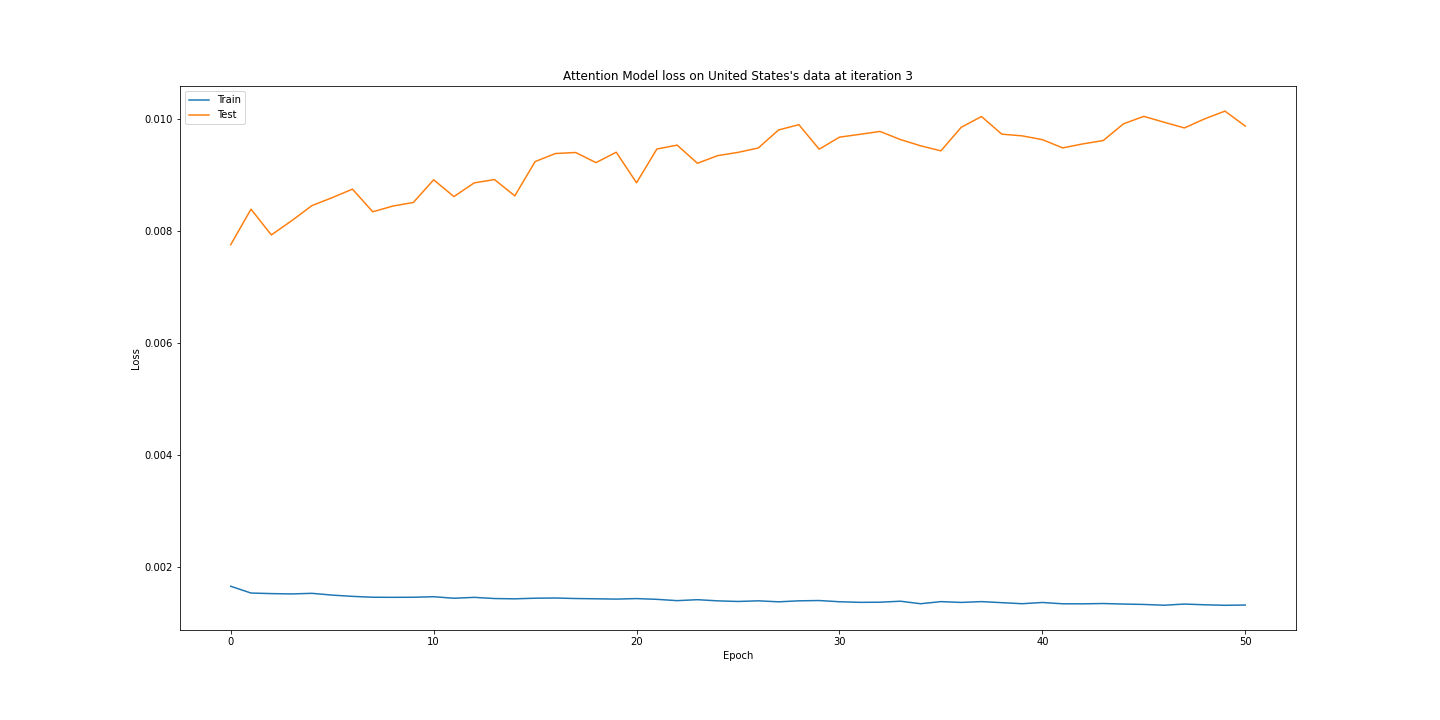 Attention Model loss on United States's data at iteration 3
Train
Test
0.010
0.008
0.006
0.004
0.002
Loss
0 10 20 30 40 50
Epoch